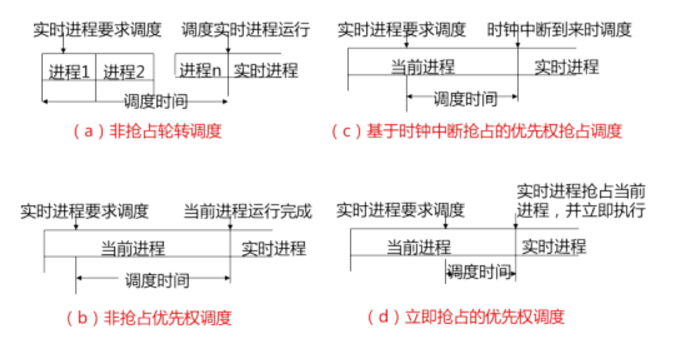 实时进程要求调度
调度实时进程运行
进程1
进程2
进程n
实时进程
调度时间
（a）非抢占轮转调度
实时进程要求调度
时钟中断到来时调度
当前进程
实时进程
调度时间
（c）基于时钟中断抢占的优先权抢占调度
实时进程要求调度
当前进程运行完成
当前进程
实时进程
调度时间
（b）非抢占优先权调度
实时进程要求调度
实时进程抢占当前
进程，并立即执行
当前进程
实时进程
调度时间
（d）立即抢占的优先权调度